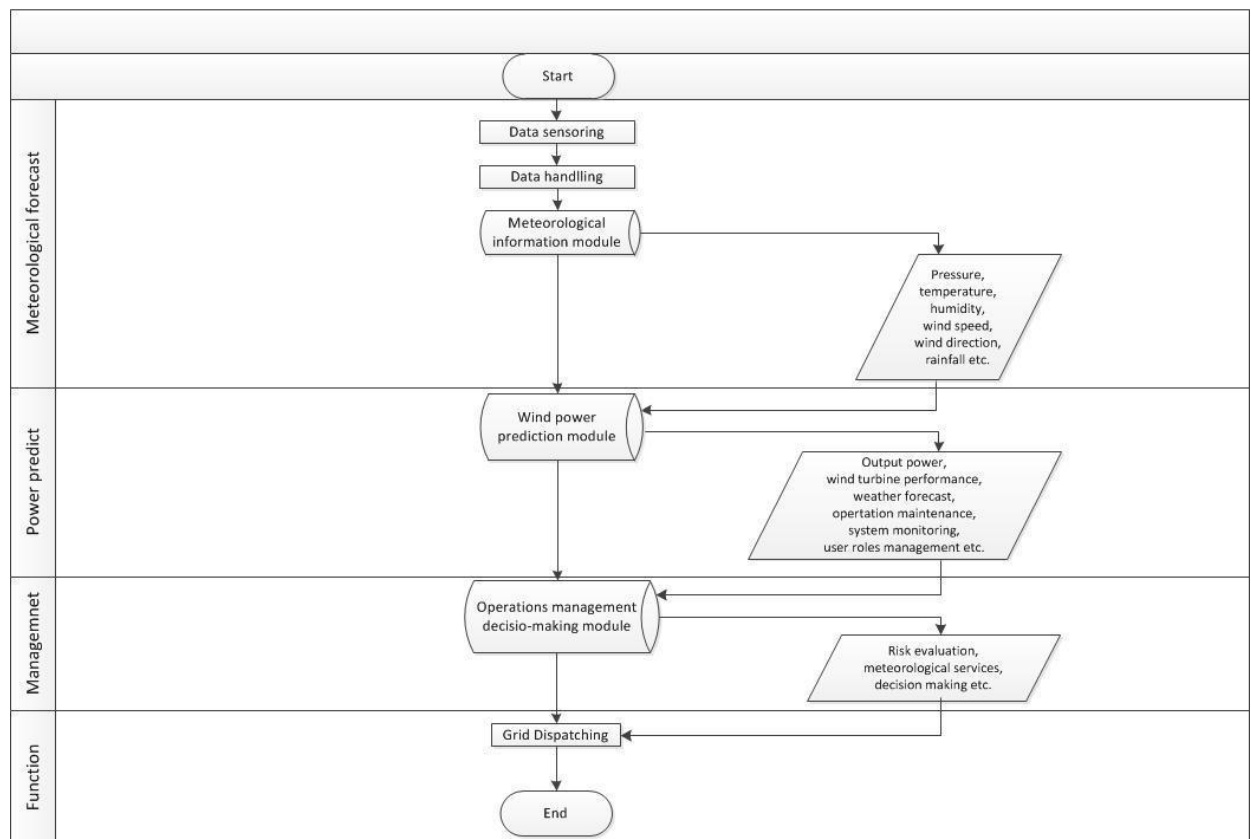 Start
Meteorological forecast
Data sensoring
Data handlling
Meteorological
information module
Pressure,
temperature,
humidity,
wind speed,
wind direction,
rainfall etc.
Power predict
Wind power
prediction module
Output power,
wind turbine performance,
weather forecast,
opertation maintenance,
system monitoring,
user roles management etc.
Managemnet
Operations management
decisio-making module
Risk evaluation,
meteorological services,
decision making etc.
Function
Grid Dispatching
End